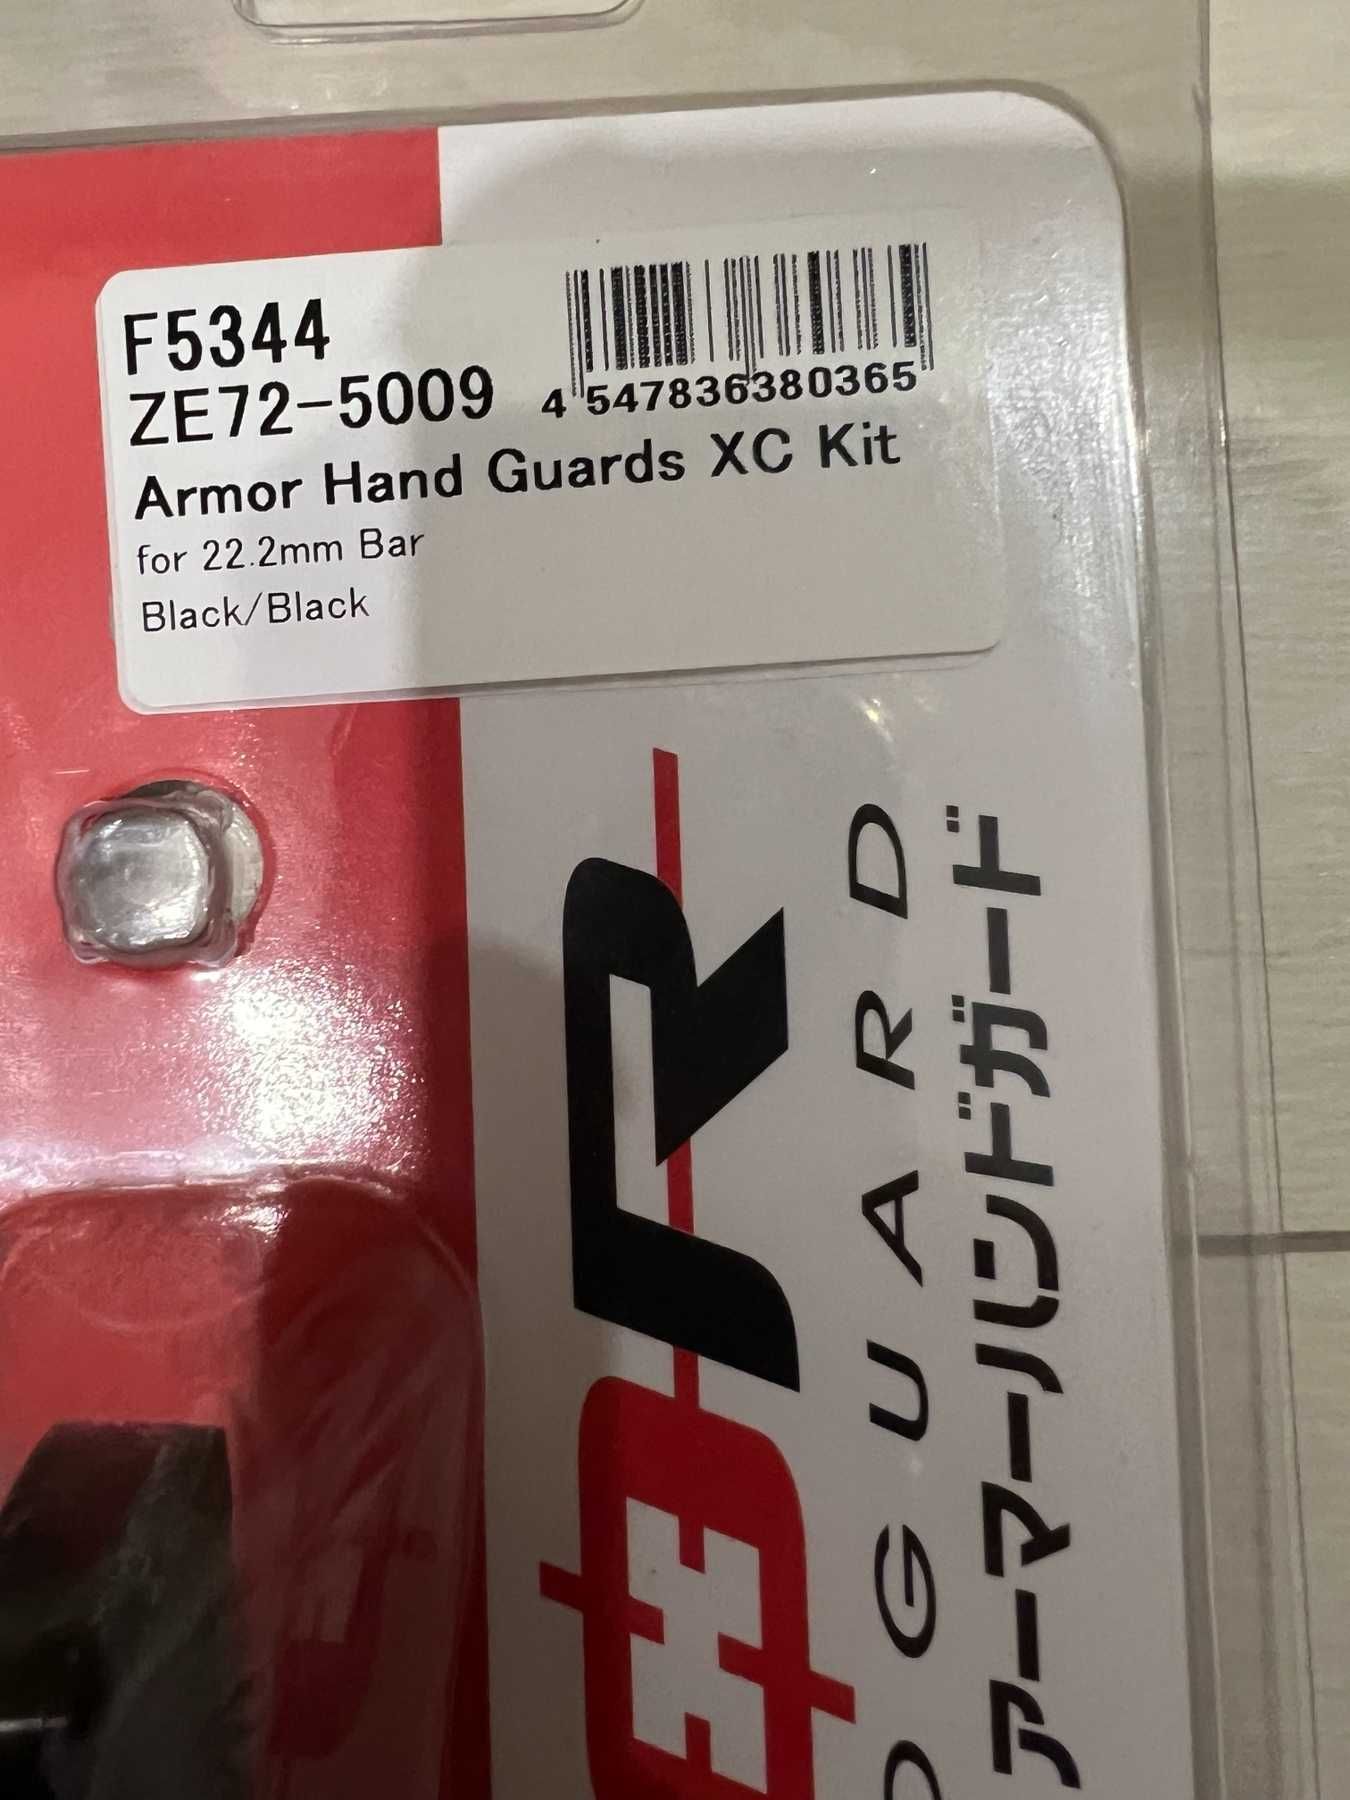 F5344
ZE72-5009
4 547836 380365
Armor Hand Guards XC Kit
for 22.2mm Bar
Black/Black
GUARD
アーマーハンドガード